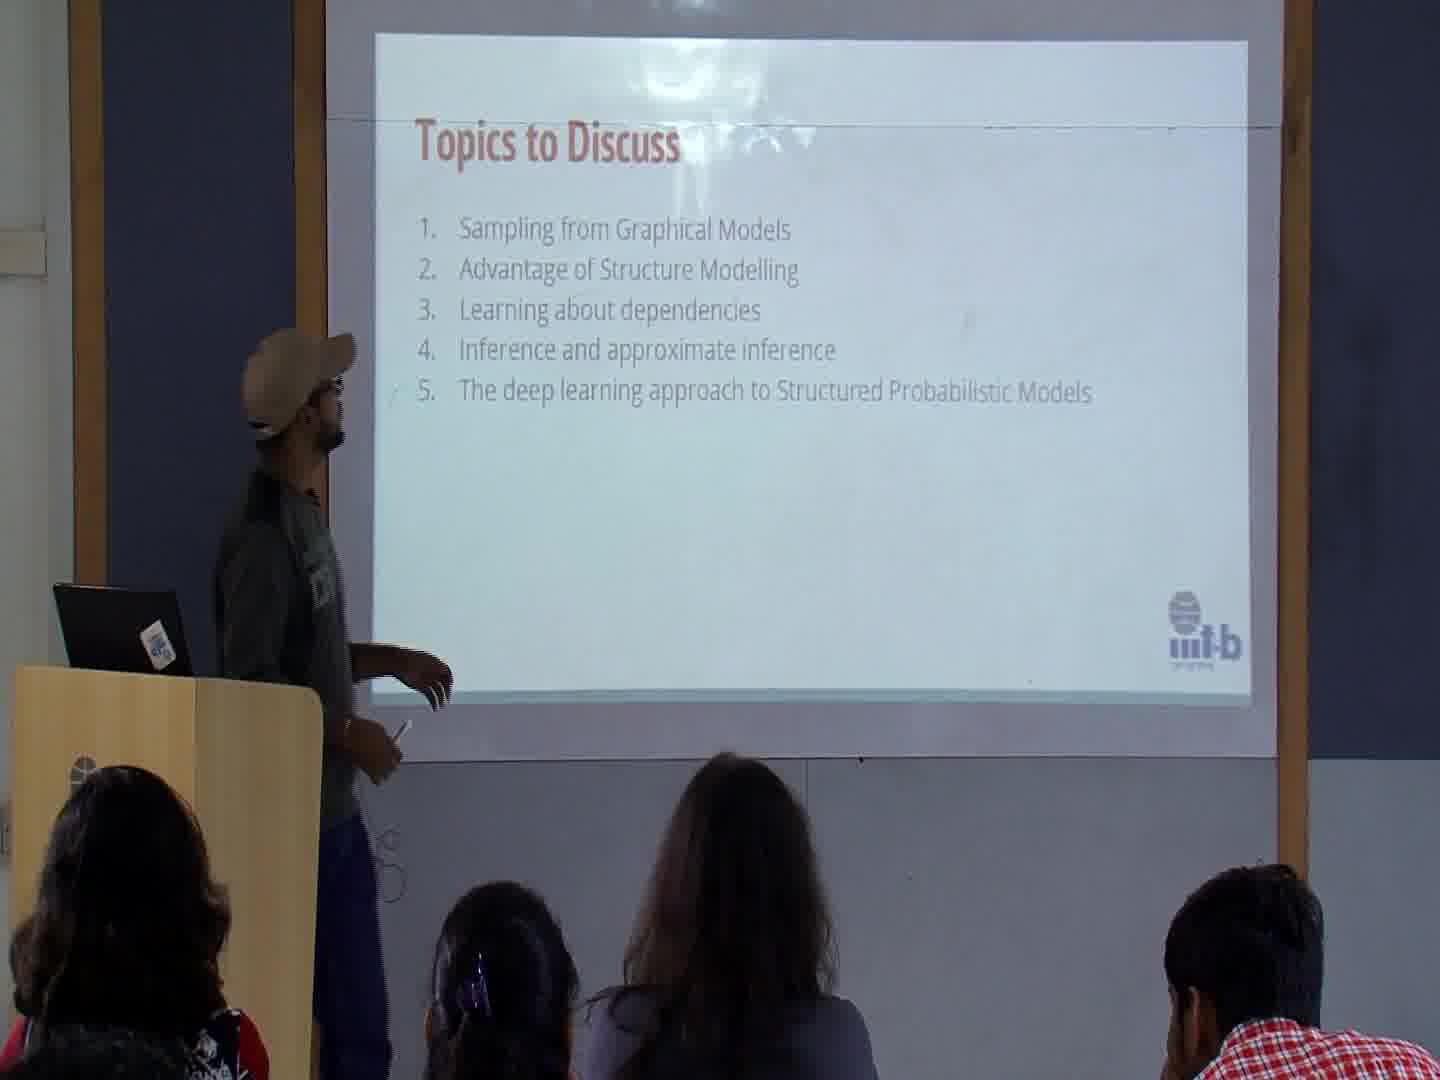 Topics to Discuss
1. Sampling from Graphical Models
2. Advantage of Structure Modelling
3. Learning about dependencies
4. Inference and approximate inference
5. The deep learning approach to Structured Probabilistic Models
iiit-b